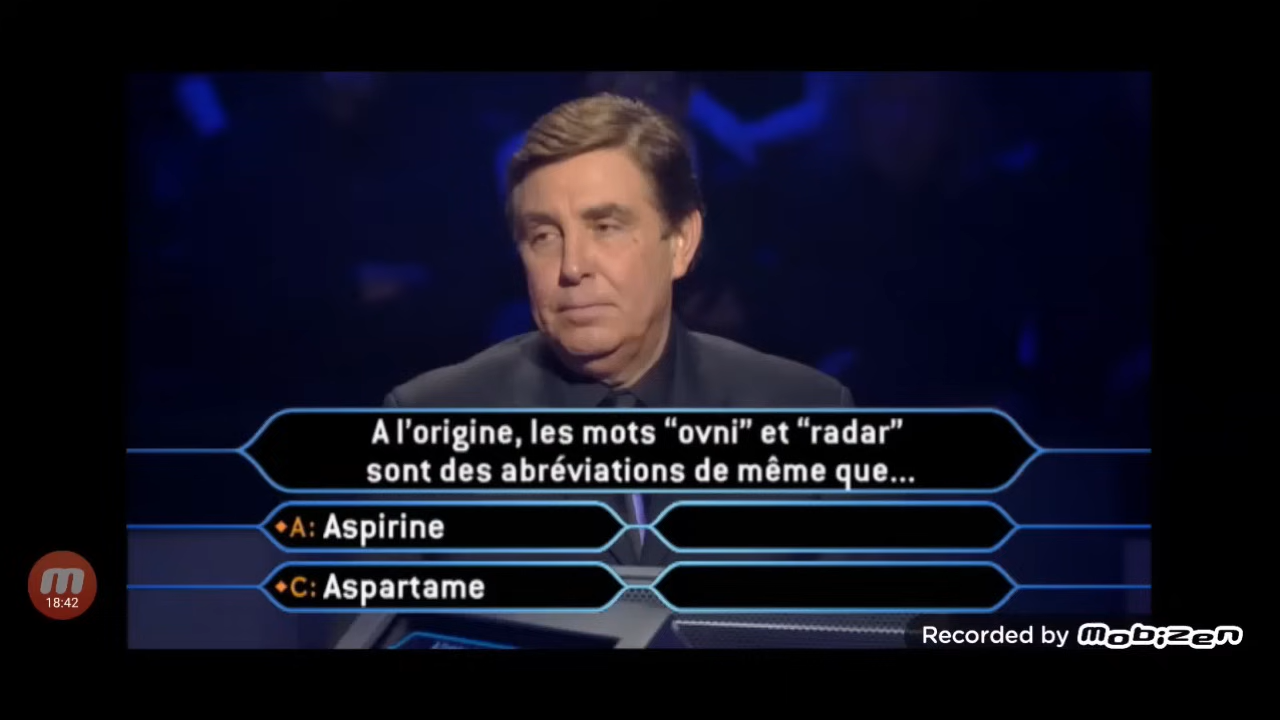 A l'origine, les mots “ovni” et “radar”
sont des abréviations de même que...
A: Aspirine
C: Aspartame
18:42
Recorded by mobizen